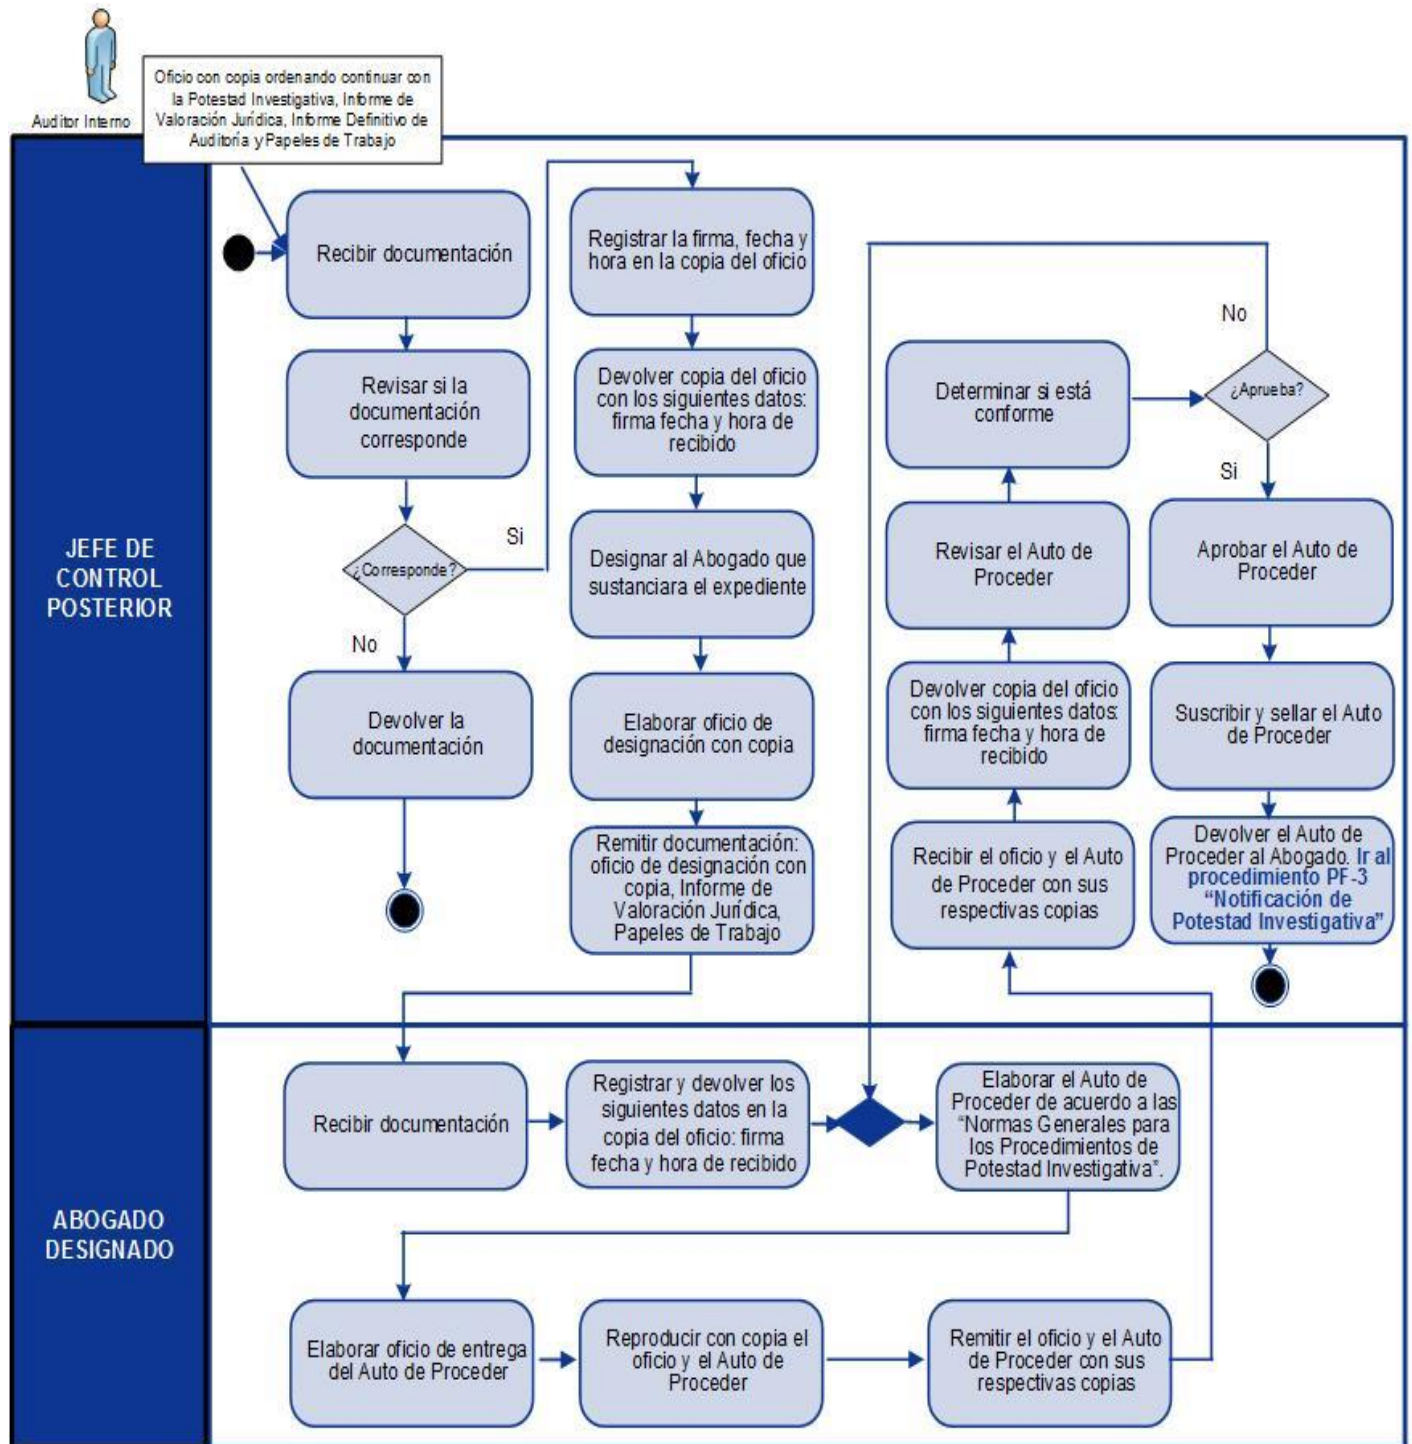 Auditor Interno
Oficio con copia ordenando continuar con
la Potestad Investigativa, Informe de
Valoración Jurídica, Informe Definitivo de
Auditoría y Papeles de Trabajo
JEFE DE
CONTROL
POSTERIOR
Recibir documentación
Revisar si la
documentación
corresponde
¿Corresponde?
Si
No
Devolver la
documentación
Registrar la firma, fecha y
hora en la copia del oficio
Devolver copia del oficio
con los siguientes datos:
firma fecha y hora de
recibido
Designar al Abogado que
sustanciara el expediente
Elaborar oficio de
designación con copia
Remitir documentación:
oficio de designación con
copia, Informe de
Valoración Jurídica,
Papeles de Trabajo
Determinar si está
conforme
Revisar el Auto de
Proceder
Devolver copia del oficio
con los siguientes datos:
firma fecha y hora de
recibido
Recibir el oficio y el Auto
de Proceder con sus
respectivas copias
No
¿Aprueba?
Si
Aprobar el Auto de
Proceder
Suscribir y sellar el Auto
de Proceder
Devolver el Auto de
Proceder al Abogado. Ir al
procedimiento PF-3
“Notificación de
Potestad Investigativa”
ABOGADO
DESIGNADO
Recibir documentación
Registrar y devolver los
siguientes datos en la
copia del oficio: firma
fecha y hora de recibido
Elaborar el Auto de
Proceder de acuerdo a las
“Normas Generales para
los Procedimientos de
Potestad Investigativa”.
Elaborar oficio de entrega
del Auto de Proceder
Reproducir con copia el
oficio y el Auto de
Proceder
Remitir el oficio y el Auto
de Proceder con sus
respectivas copias